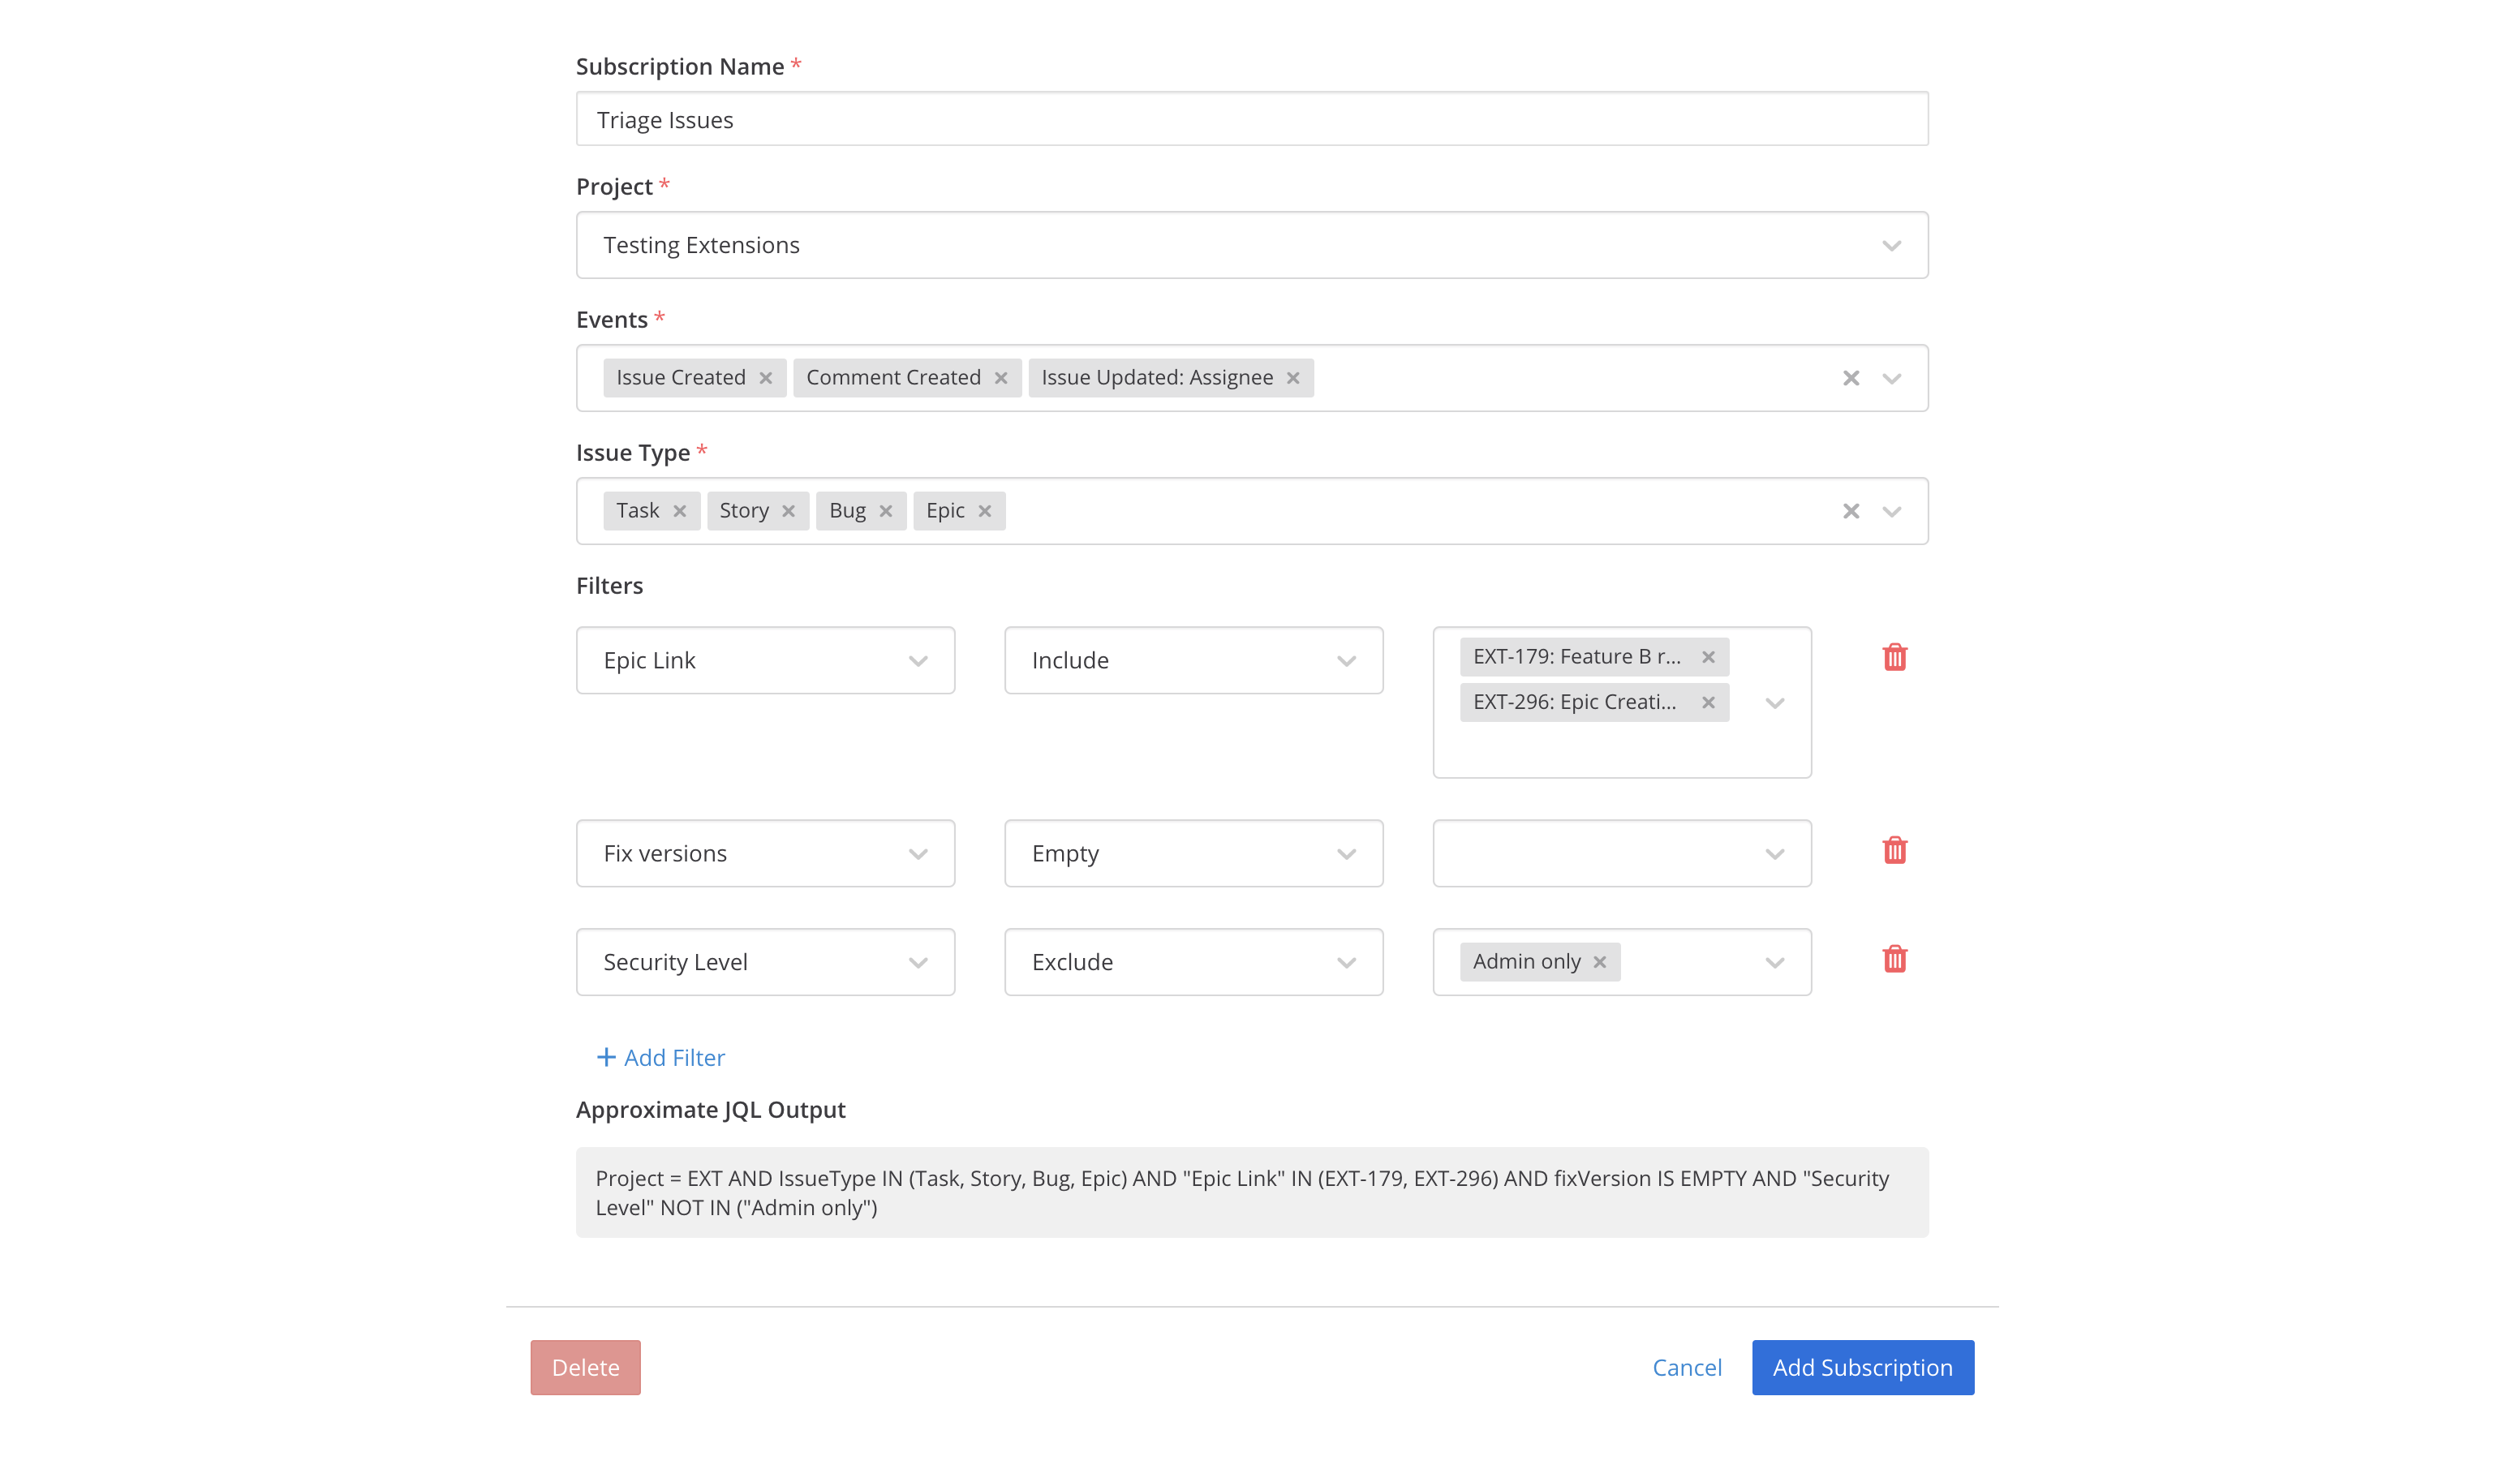 Subscription Name *
Triage Issues
Project *
Testing Extensions
Events *
Issue Created Comment Created Issue Updated: Assignee
Issue Type *
Task Story Bug Epic
Filters
Epic Link Include EXT-179: Feature B r...
EXT-296: Epic Creati...
Fix versions Empty
Security Level Exclude Admin only
+ Add Filter
Approximate JQL Output
Project = EXT AND IssueType IN (Task, Story, Bug, Epic) AND "Epic Link" IN (EXT-179, EXT-296) AND fixVersion IS EMPTY AND "Security
Level" NOT IN ("Admin only")
Delete Cancel Add Subscription